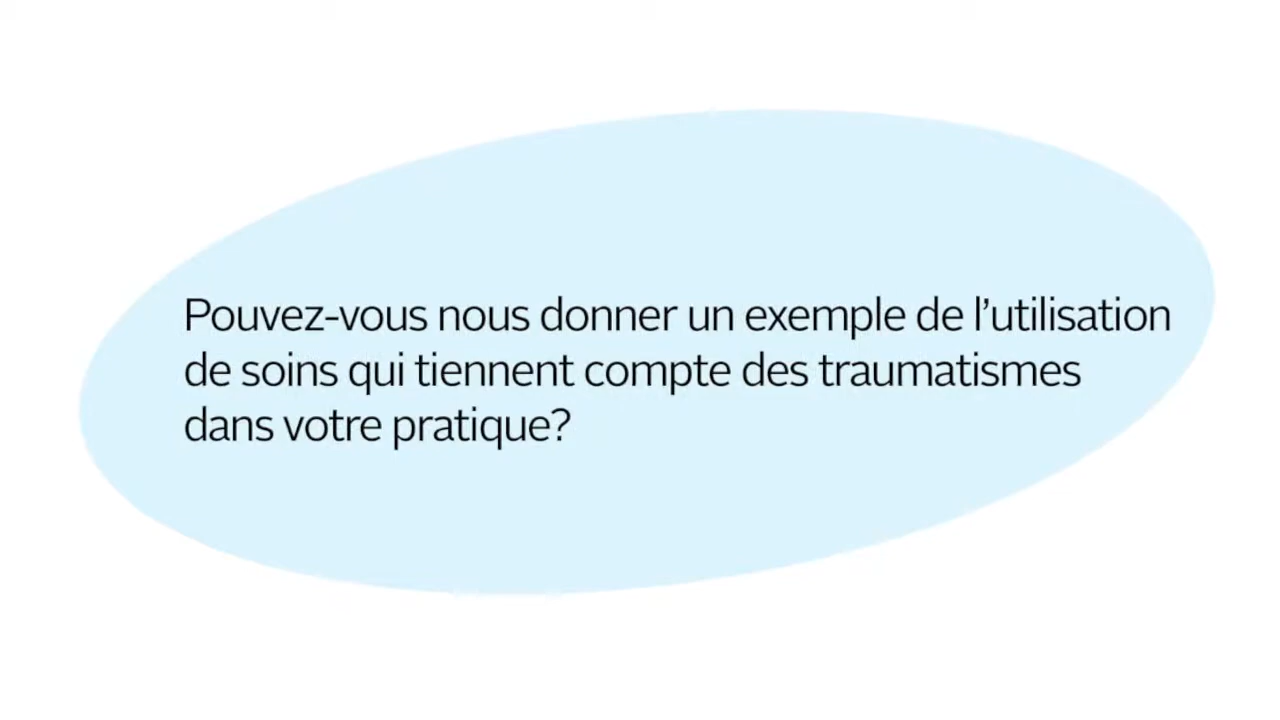 Pouvez-vous nous donner un exemple de l’utilisation
de soins qui tiennent compte des traumatismes
dans votre pratique?